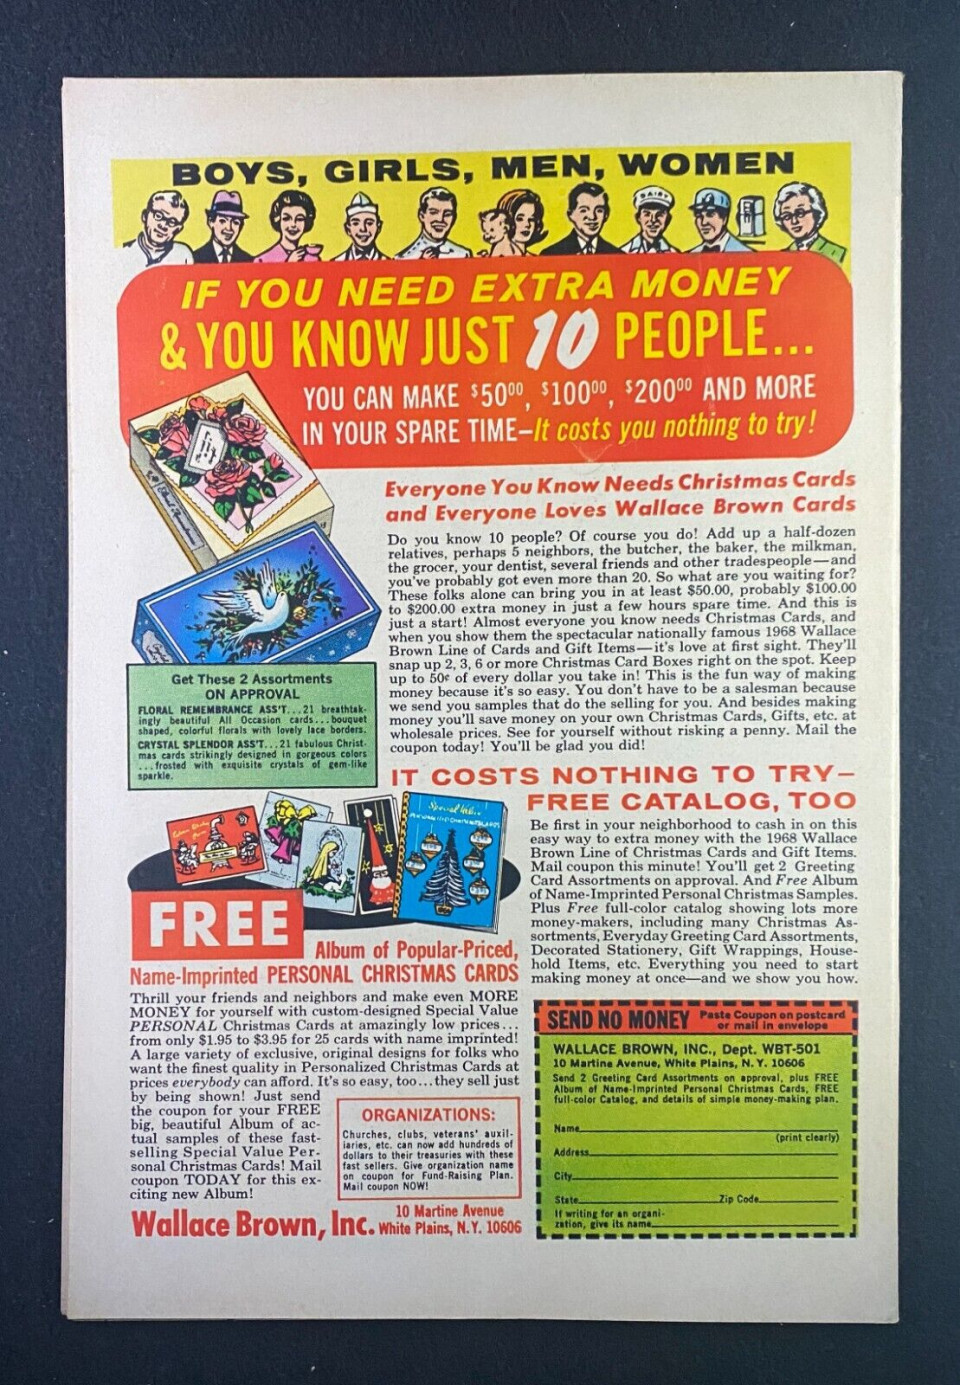 BOYS, GIRLS, MEN, WOMEN
DAIRY
IF YOU NEED EXTRA MONEY
& YOU KNOW JUST 10 PEOPLE...
YOU CAN MAKE $50⁰⁰, $100⁰⁰, $200⁰⁰ AND MORE
IN YOUR SPARE TIME—It costs you nothing to try!
Everyone You Know Needs Christmas Cards
and Everyone Loves Wallace Brown Cards
Do you know 10 people? Of course you do! Add up a half-dozen
relatives, perhaps 5 neighbors, the butcher, the baker, the milkman,
the grocer, your dentist, several friends and other tradespeople—and
you've probably got even more than 20. So what are you waiting for?
These folks alone can bring you in at least $50.00, probably $100.00
to $200.00 extra money in just a few hours spare time. And this is
just a start! Almost everyone you know needs Christmas Cards, and
when you show them the spectacular nationally famous 1968 Wallace
Brown Line of Cards and Gift Items—it's love at first sight. They'll
snap up 2, 3, 6 or more Christmas Card Boxes right on the spot. Keep
up to 50¢ of every dollar you take in! This is the fun way of making
money because it's so easy. You don't have to be a salesman because
we send you samples that do the selling for you. And besides making
money you'll save money on your own Christmas Cards, Gifts, etc. at
wholesale prices. See for yourself without risking a penny. Mail the
coupon today! You'll be glad you did!
Get These 2 Assortments
ON APPROVAL
FLORAL REMEMBRANCE ASS'T...21 breathtak-
ingly beautiful All Occasion cards...bouquet
shaped, colorful florals with lovely lace borders.
CRYSTAL SPLENDOR ASS'T...21 fabulous Christ-
mas cards strikingly designed in gorgeous colors
...frosted with exquisite crystals of gem-like
sparkle.
IT COSTS NOTHING TO TRY—
FREE CATALOG, TOO
Be first in your neighborhood to cash in on this
easy way to extra money with the 1968 Wallace
Brown Line of Christmas Cards and Gift Items.
Mail coupon this minute! You'll get 2 Greeting
Card Assortments on approval. And Free Album
of Name-Imprinted Personal Christmas Samples.
Plus Free full-color catalog showing lots more
money-makers, including many Christmas As-
sortments, Everyday Greeting Card Assortments,
Decorated Stationery, Gift Wrappings, House-
hold Items, etc. Everything you need to start
making money at once—and we show you how.
Special Value
FREE
Album of Popular-Priced,
Name-Imprinted PERSONAL CHRISTMAS CARDS
Thrill your friends and neighbors and make even MORE
MONEY for yourself with custom-designed Special Value
PERSONAL Christmas Cards at amazingly low prices...
from only $1.95 to $3.95 for 25 cards with name imprinted!
A large variety of exclusive, original designs for folks who
want the finest quality in Personalized Christmas Cards at
prices everybody can afford. It's so easy, too...they sell just
by being shown! Just send
the coupon for your FREE
big, beautiful Album of ac-
tual samples of these fast-
selling Special Value Per-
sonal Christmas Cards! Mail
coupon TODAY for this ex-
citing new Album!
ORGANIZATIONS:
Churches, clubs, veterans' auxil-
iaries, etc. can now add hundreds of
dollars to their treasuries with these
fast sellers. Give organization name
on coupon for Fund-Raising Plan.
Mail coupon NOW!
Wallace Brown, Inc. 10 Martine Avenue
White Plains, N.Y. 10606
SEND NO MONEY Paste Coupon on postcard
or mail in envelope
WALLACE BROWN, INC., Dept. WBT-501
10 Martine Avenue, White Plains, N. Y. 10606
Send 2 Greeting Card Assortments on approval, plus FREE
Album of Name-Imprinted Personal Christmas Cards, FREE
full-color Catalog, and details of simple money-making plan.
Name
(print clearly)
Address
City
State Zip Code
If writing for an organi-
zation, give its name